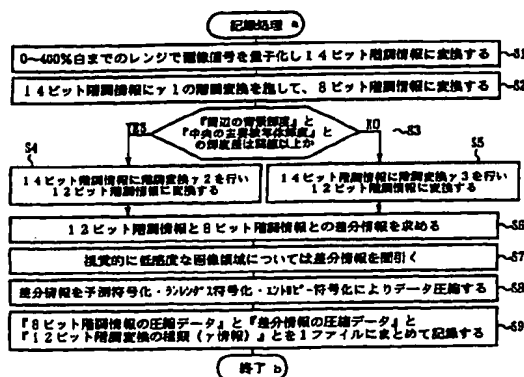 記録処理 a
0～400%白までのレンジで画像信号を量子化し14ビット階調情報に変換する
S1
14ビット階調情報にγ1の階調変換を施して、8ビット階調情報に変換する
S2
『周辺の背景輝度』と
『中央の主要被写体輝度』と
の輝度差は閾値以上か
YES
NO
S3
S4
14ビット階調情報に階調変換γ2を行い
12ビット階調情報に変換する
S5
14ビット階調情報に階調変換γ3を行い
12ビット階調情報に変換する
12ビット階調情報と8ビット階調情報との差分情報を求める
S6
視覚的に低感度な画像領域については差分情報を間引く
S7
差分情報を予測符号化・ランレングス符号化・エントロピー符号化によりデータ圧縮する
S8
『8ビット階調情報の圧縮データ』と『差分情報の圧縮データ』と
『12ビット階調変換の種類(γ情報)』とを1ファイルにまとめて記録する
S9
終了 b